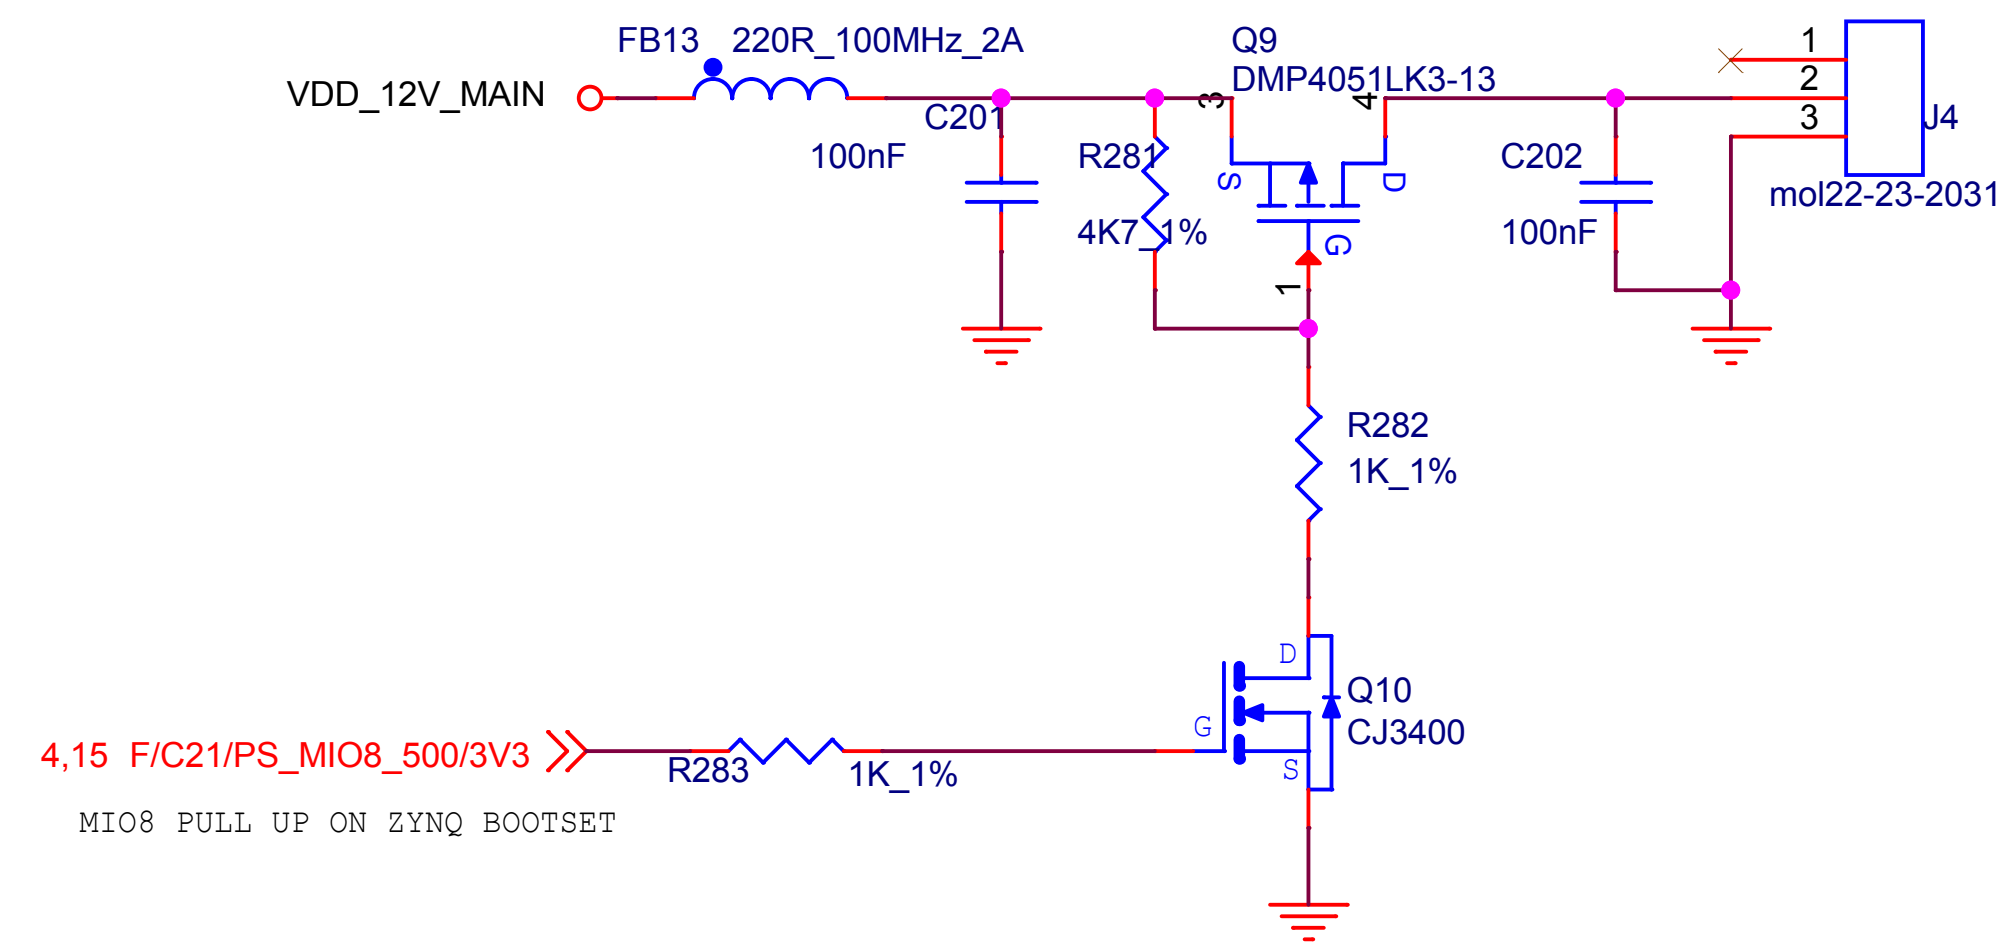 FB13 220R_100MHz_2A
Q9
DMP4051LK3-13
VDD_12V_MAIN
1
2
3
J4
mol22-23-2031
3
4
C201
100nF
R281
4K7_1%
S
D
G
1
C202
100nF
R282
1K_1%
D
G
S
Q10
CJ3400
4,15 F/C21/PS_MIO8_500/3V3
R283
1K_1%
MIO8 PULL UP ON ZYNQ BOOTSET